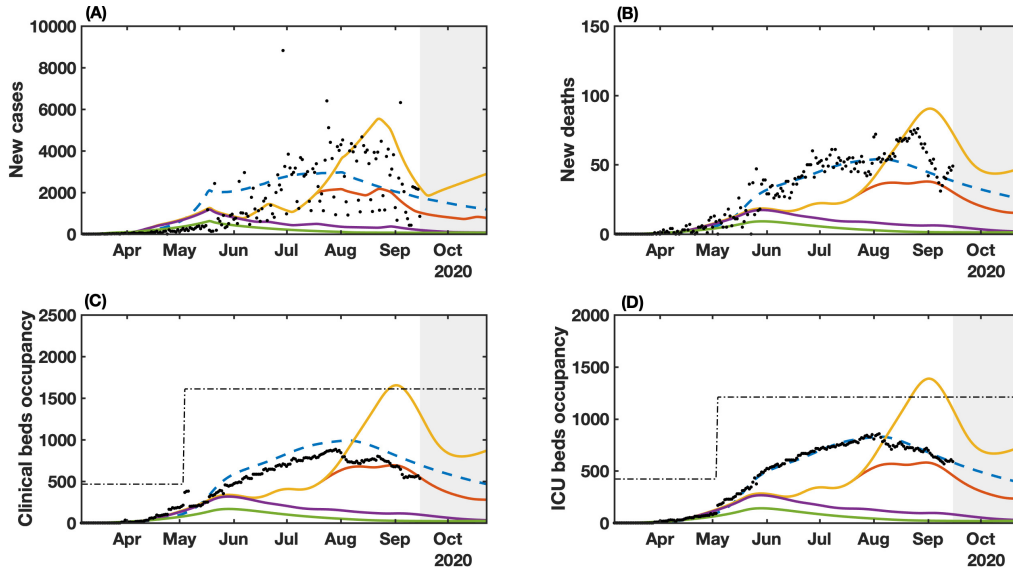 (A)
New cases
10000
8000
6000
4000
2000
0
Apr May Jun Jul Aug Sep Oct
2020
(B)
New deaths
150
100
50
0
Apr May Jun Jul Aug Sep Oct
2020
(C)
Clinical beds occupancy
2500
2000
1500
1000
500
0
Apr May Jun Jul Aug Sep Oct
2020
(D)
ICU beds occupancy
2000
1500
1000
500
0
Apr May Jun Jul Aug Sep Oct
2020